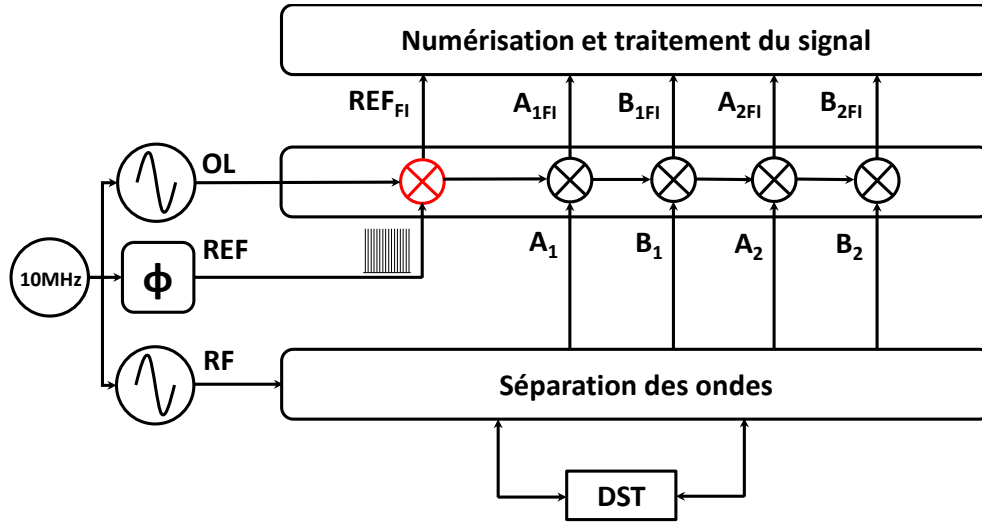 Numérisation et traitement du signal
REF_FI A_1FI B_1FI A_2FI B_2FI
OL
REF
10MHz
ф
A_1 B_1 A_2 B_2
RF
Séparation des ondes
DST